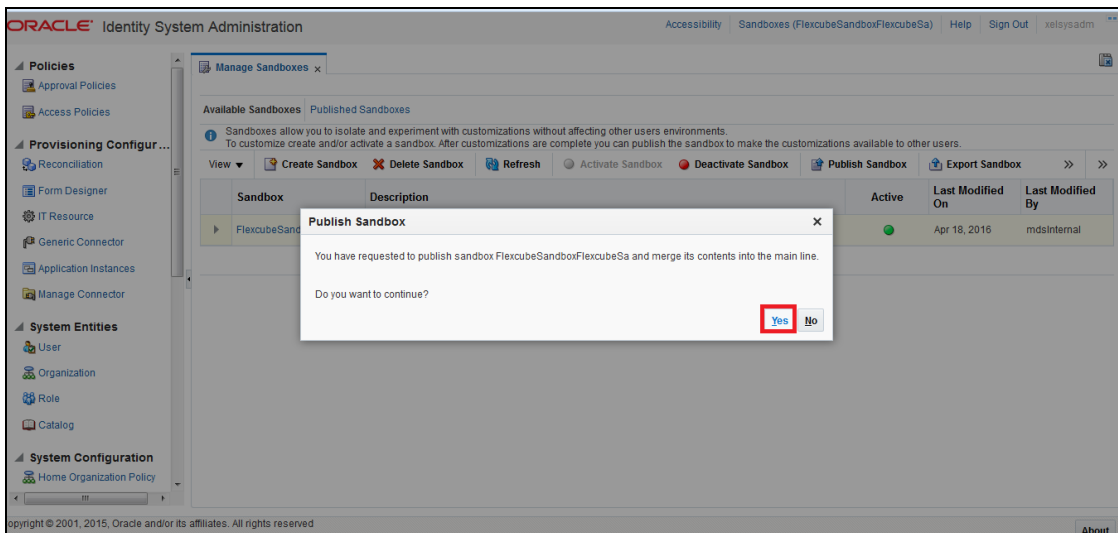 ORACLE® Identity System Administration
Accessibility Sandboxes (FlexcubeSandboxFlexcubeSa) Help Sign Out xelsysadm
Policies
Approval Policies
Access Policies
Provisioning Configur...
Reconciliation
Form Designer
IT Resource
Generic Connector
Application Instances
Manage Connector
System Entities
User
Organization
Role
Catalog
System Configuration
Home Organization Policy
Manage Sandboxes x
Available Sandboxes Published Sandboxes
Sandboxes allow you to isolate and experiment with customizations without affecting other users environments.
To customize create and/or activate a sandbox. After customizations are complete you can publish the sandbox to make the customizations available to other users.
View Create Sandbox Delete Sandbox Refresh Activate Sandbox Deactivate Sandbox Publish Sandbox Export Sandbox » »
Sandbox Description Active Last Modified On Last Modified By
FlexcubeSand Apr 18, 2016 mdsInternal
Publish Sandbox x
You have requested to publish sandbox FlexcubeSandboxFlexcubeSa and merge its contents into the main line.
Do you want to continue?
Yes No
opyright © 2001, 2015, Oracle and/or its affiliates. All rights reserved
About